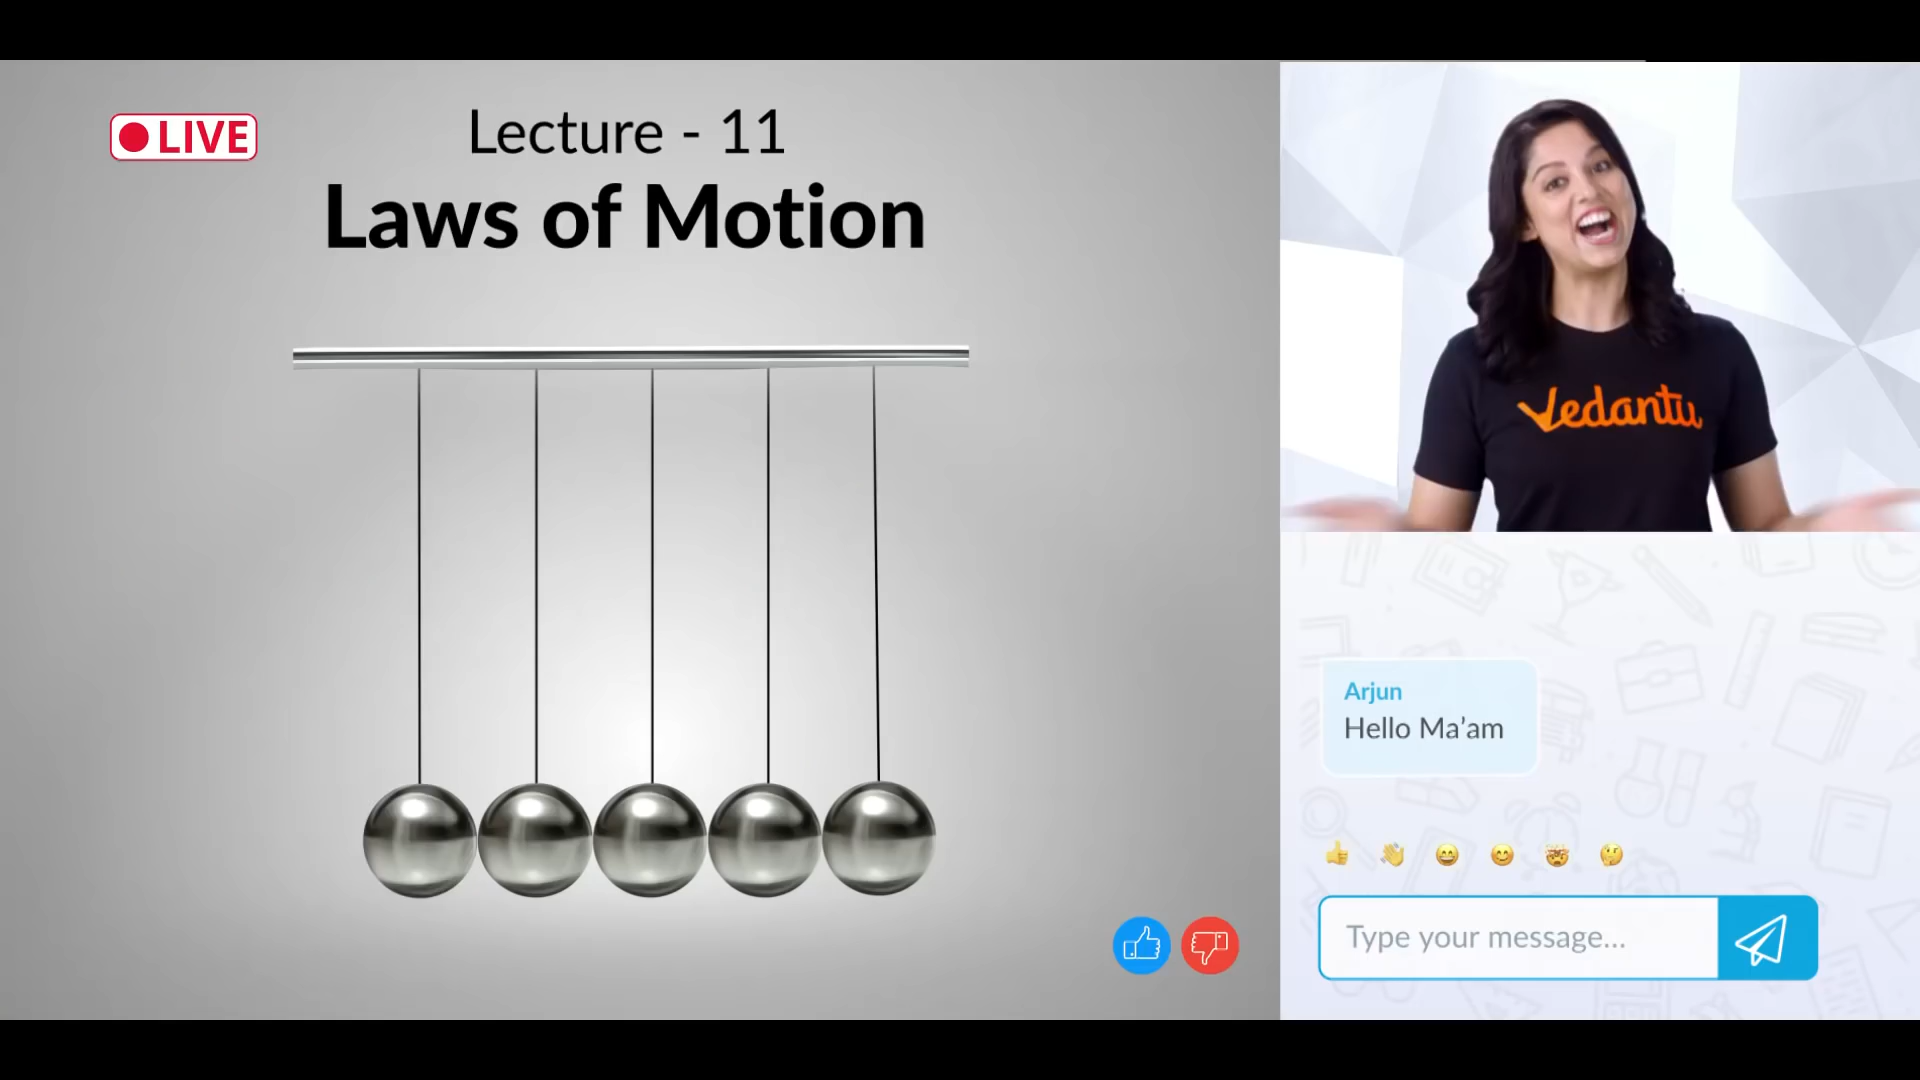 LIVE
Lecture - 11
Laws of Motion
Vedantu
Arjun
Hello Ma’am
Type your message...